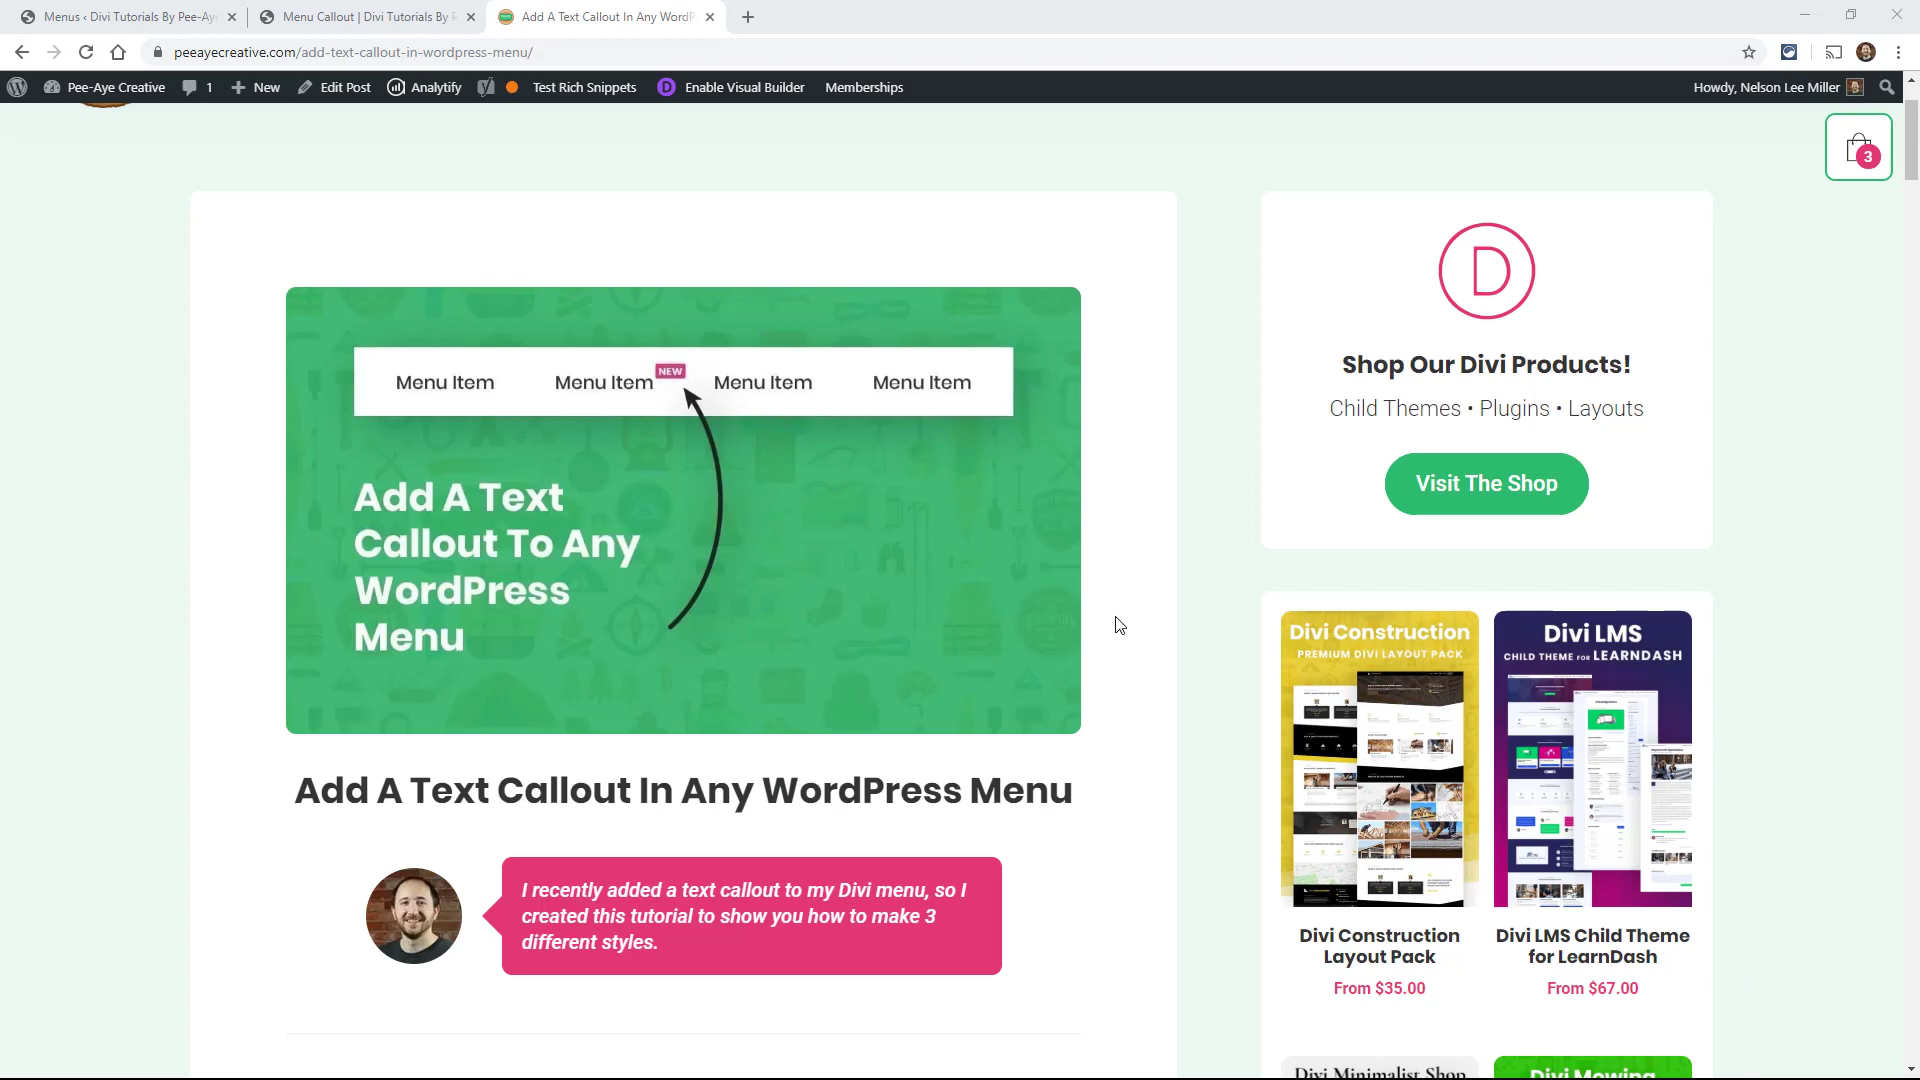 Menus ‹ Divi Tutorials By Pee-Ay
Menu Callout | Divi Tutorials By P
Add A Text Callout In Any WordP
peeayecreative.com/add-text-callout-in-wordpress-menu/
Pee-Aye Creative
1
New
Edit Post
Analytify
Test Rich Snippets
D
Enable Visual Builder
Memberships
Howdy, Nelson Lee Miller
3
Menu Item
Menu Item
NEW
Menu Item
Menu Item
Add A Text
Callout To Any
WordPress
Menu
Add A Text Callout In Any WordPress Menu
I recently added a text callout to my Divi menu, so I
created this tutorial to show you how to make 3
different styles.
D
Shop Our Divi Products!
Child Themes • Plugins • Layouts
Visit The Shop
Divi Construction
PREMIUM DIVI LAYOUT PACK
Divi LMS
CHILD THEME FOR LEARNDASH
Divi Construction
Layout Pack
From $35.00
Divi LMS Child Theme
for LearnDash
From $67.00
Divi Minimalist Shop
Divi Mowing